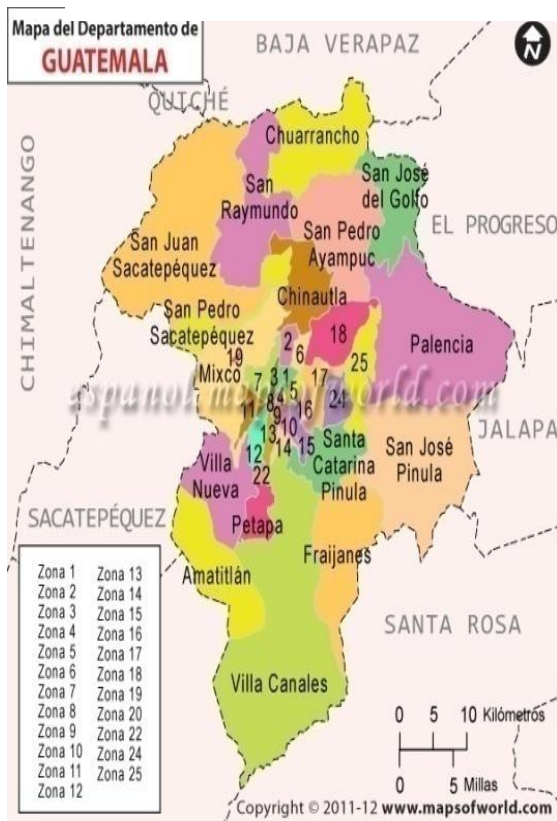 Mapa del Departamento de
GUATEMALA
N
BAJA VERAPAZ
QUICHÉ
CHIMALTENANGO
EL PROGRESO
JALAPA
SACATEPÉQUEZ
SANTA ROSA
Chuarrancho
San José
del Golfo
San
Raymundo
San Pedro
Ayampuc
San Juan
Sacatepéquez
Chinautla
San Pedro
Sacatepéquez
Palencia
Mixco
19
18
2
6
25
7
3
1
5
17
8
4
24
11
9
16
10
13
12
14
15
22
espanol.mapsofworld.com
Santa
Catarina
Pinula
San José
Pinula
Villa
Nueva
Petapa
Fraijanes
Amatitlán
Villa Canales
Zona 1
Zona 2
Zona 3
Zona 4
Zona 5
Zona 6
Zona 7
Zona 8
Zona 9
Zona 10
Zona 11
Zona 12
Zona 13
Zona 14
Zona 15
Zona 16
Zona 17
Zona 18
Zona 19
Zona 20
Zona 22
Zona 24
Zona 25
0 5 10 Kilómetros
0 5 Millas
Copyright © 2011-12 www.mapsofworld.com